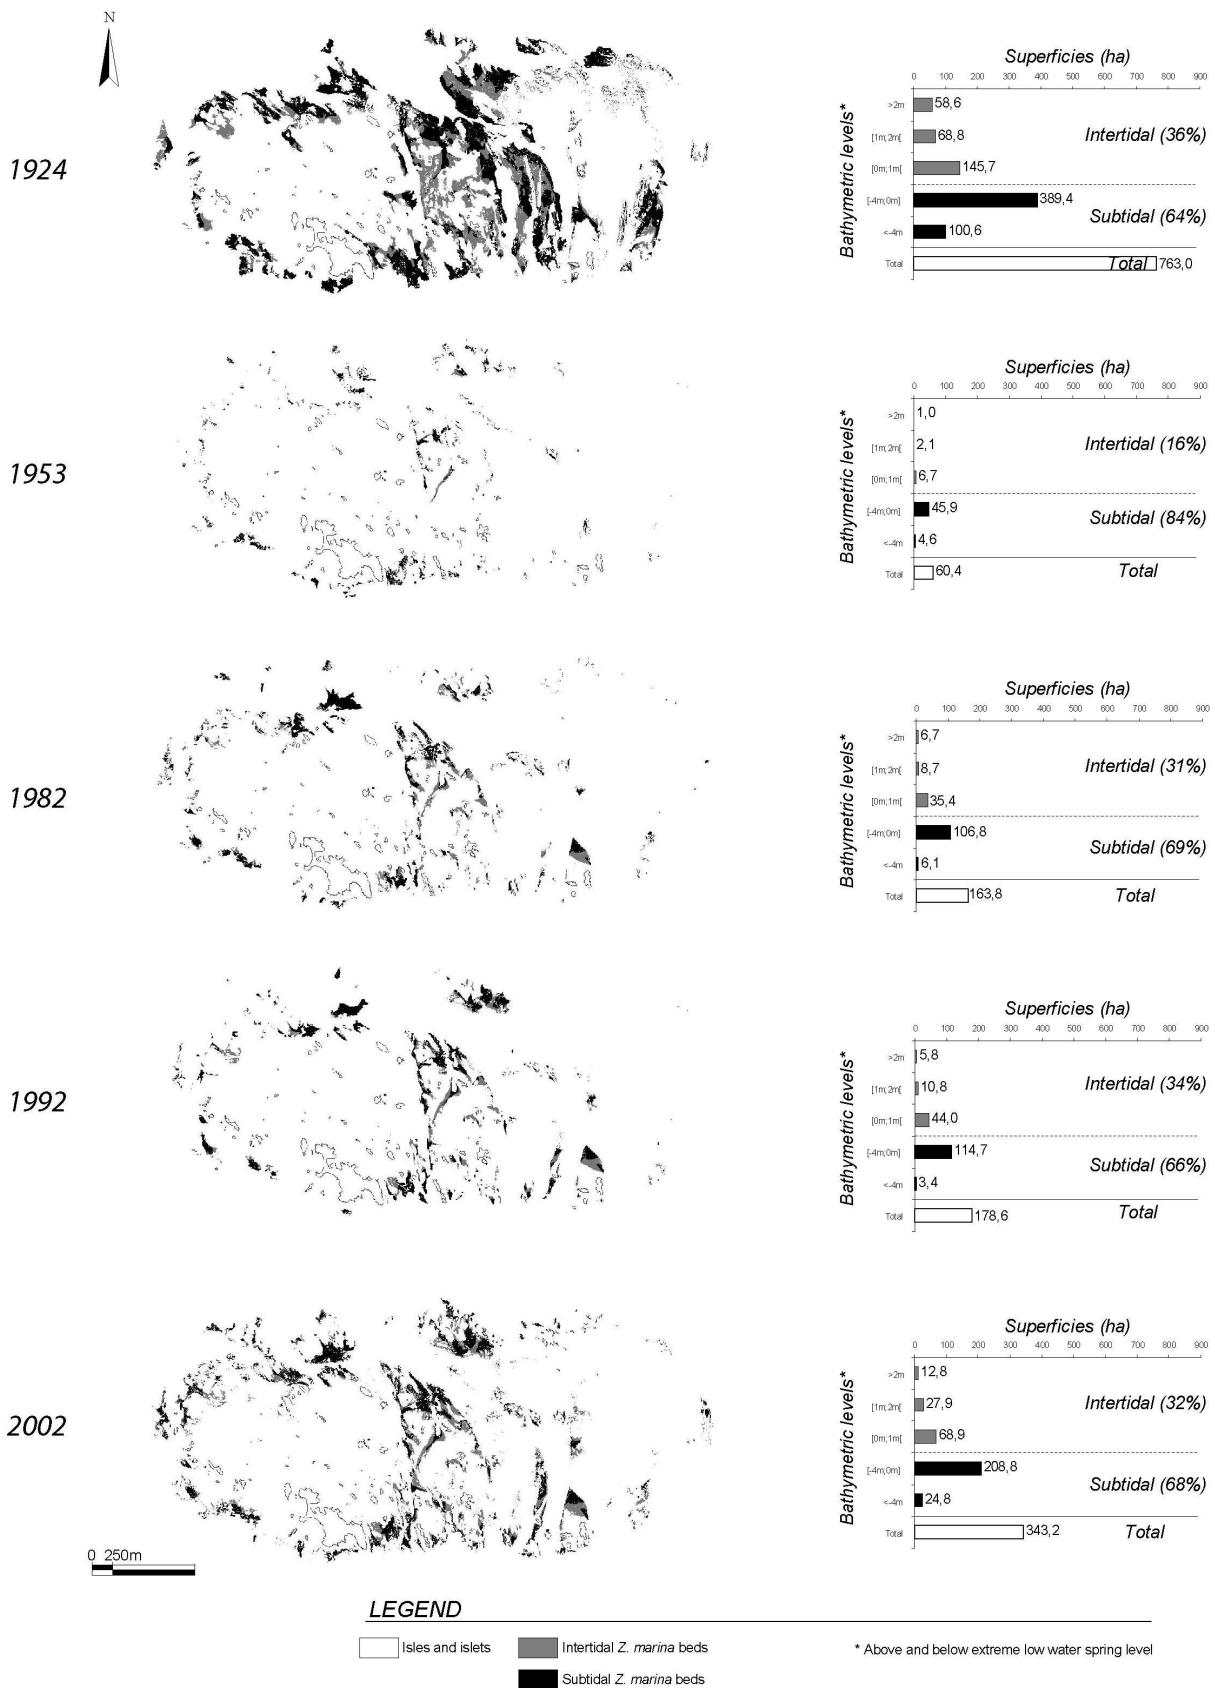 N
1924
Superficies (ha)
0 100 200 300 400 500 600 700 800 900
Bathymetric levels*
>2m 58,6
[1m;2m[ 68,8
Intertidal (36%)
[0m;1m[ 145,7
[-4m;0m[ 389,4
Subtidal (64%)
<-4m 100,6
Total Total 763,0
1953
Superficies (ha)
0 100 200 300 400 500 600 700 800 900
Bathymetric levels*
>2m 1,0
[1m;2m[ 2,1
Intertidal (16%)
[0m;1m[ 6,7
[-4m;0m[ 45,9
Subtidal (84%)
<-4m 4,6
Total 60,4 Total
1982
Superficies (ha)
0 100 200 300 400 500 600 700 800 900
Bathymetric levels*
>2m 6,7
[1m;2m[ 8,7
Intertidal (31%)
[0m;1m[ 35,4
[-4m;0m[ 106,8
Subtidal (69%)
<-4m 6,1
Total 163,8 Total
1992
Superficies (ha)
0 100 200 300 400 500 600 700 800 900
Bathymetric levels*
>2m 5,8
[1m;2m[ 10,8
Intertidal (34%)
[0m;1m[ 44,0
[-4m;0m[ 114,7
Subtidal (66%)
<-4m 3,4
Total 178,6 Total
2002
Superficies (ha)
0 100 200 300 400 500 600 700 800 900
Bathymetric levels*
>2m 12,8
[1m;2m[ 27,9
Intertidal (32%)
[0m;1m[ 68,9
[-4m;0m[ 208,8
Subtidal (68%)
<-4m 24,8
Total 343,2 Total
0 250m
LEGEND
Isles and islets
Intertidal Z. marina beds
* Above and below extreme low water spring level
Subtidal Z. marina beds